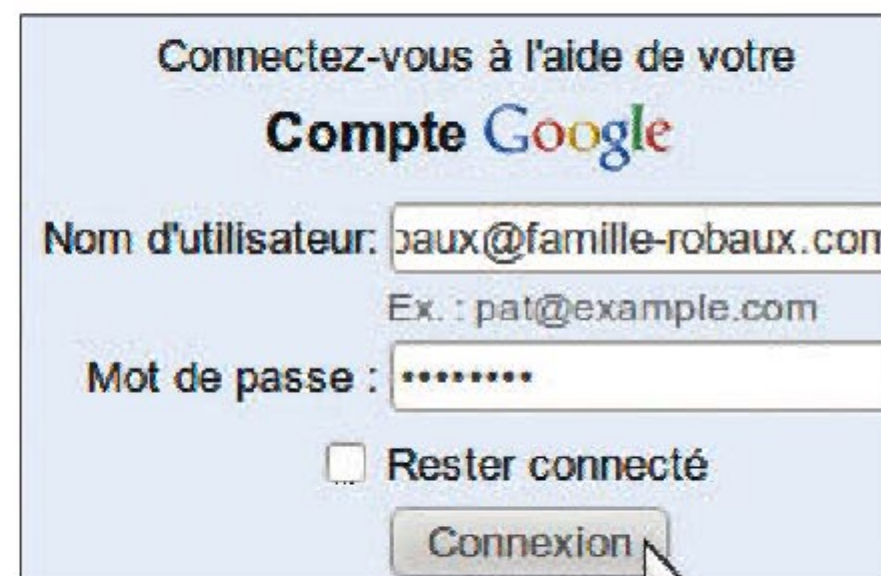 Connectez-vous à l'aide de votre
Compte Google
Nom d'utilisateur: baux@famille-robaux.com
Ex. : pat@example.com
Mot de passe : ••••••••
Rester connecté
Connexion